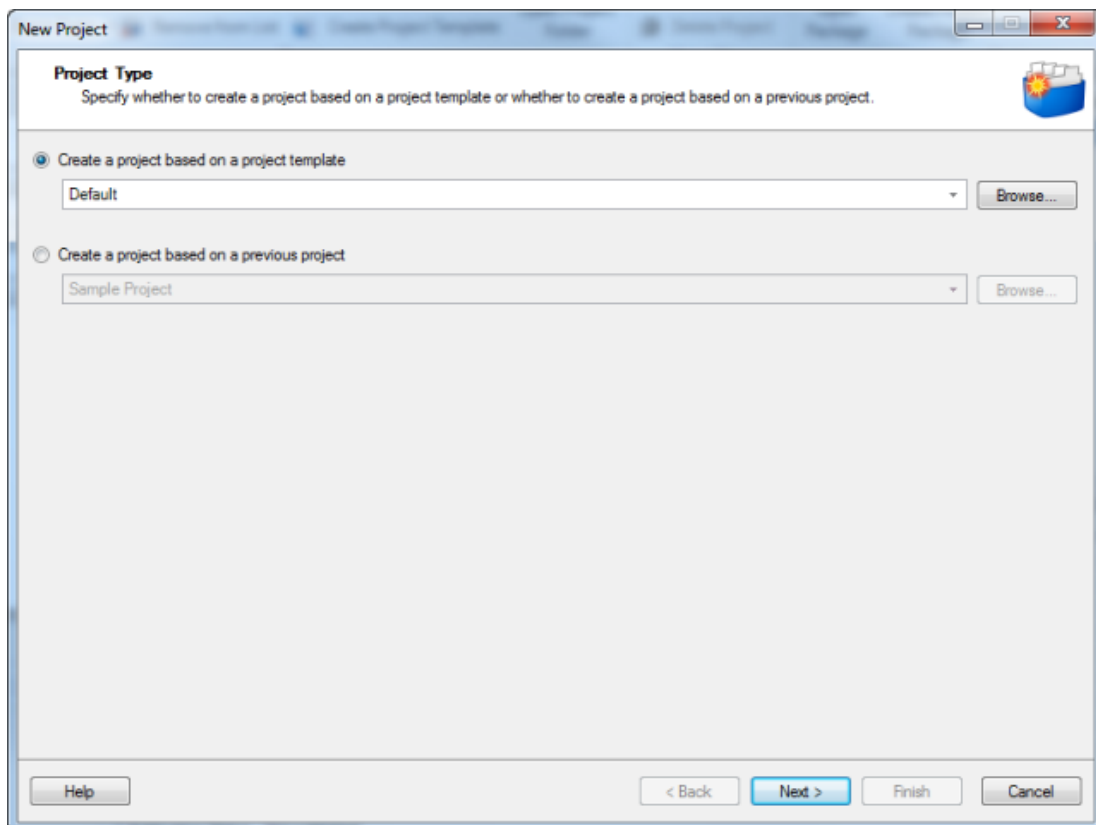 New Project
Project Type
Specify whether to create a project based on a project template or whether to create a project based on a previous project.
Create a project based on a project template
Default
Browse...
Create a project based on a previous project
Sample Project
Browse...
Help
< Back
Next >
Finish
Cancel